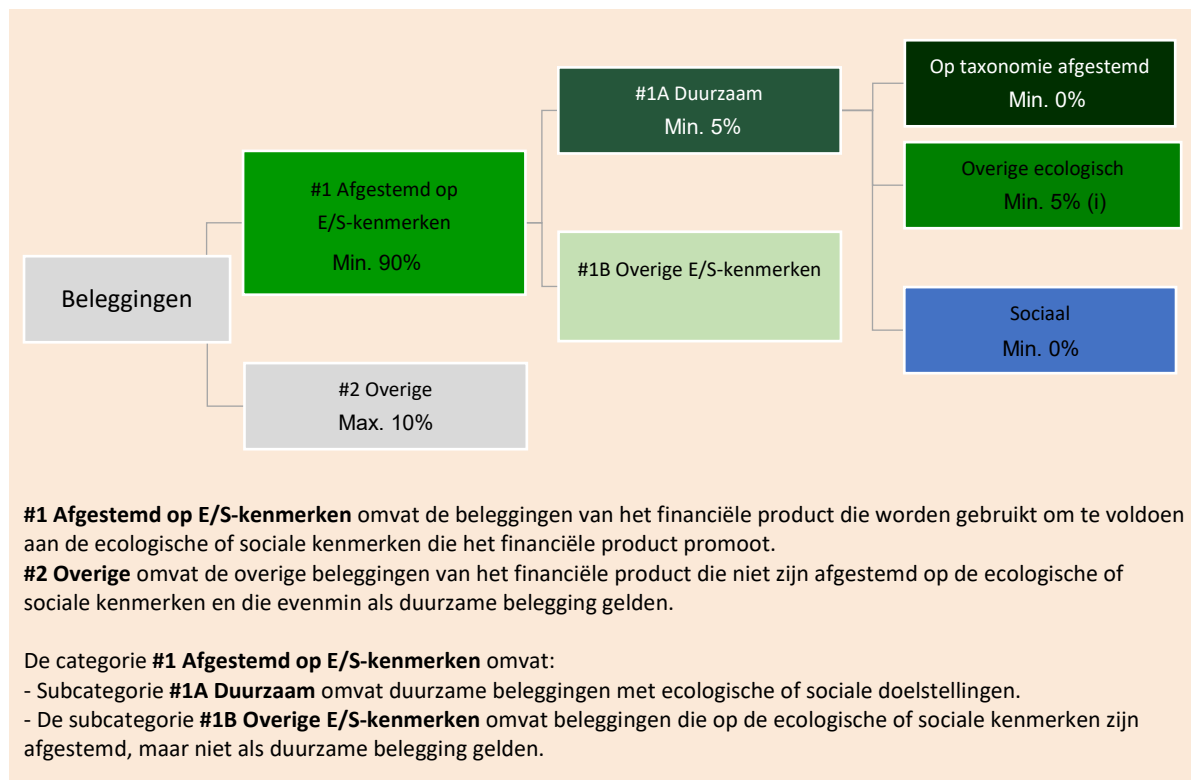 Beleggingen
#1 Afgestemd op
E/S-kenmerken
Min. 90%
#2 Overige
Max. 10%
#1A Duurzaam
Min. 5%
#1B Overige E/S-kenmerken
Op taxonomie afgestemd
Min. 0%
Overige ecologisch
Min. 5% (i)
Sociaal
Min. 0%
#1 Afgestemd op E/S-kenmerken omvat de beleggingen van het financiële product die worden gebruikt om te voldoen
aan de ecologische of sociale kenmerken die het financiële product promoot.
#2 Overige omvat de overige beleggingen van het financiële product die niet zijn afgestemd op de ecologische of
sociale kenmerken en die evenmin als duurzame belegging gelden.
De categorie #1 Afgestemd op E/S-kenmerken omvat:
- Subcategorie #1A Duurzaam omvat duurzame beleggingen met ecologische of sociale doelstellingen.
- De subcategorie #1B Overige E/S-kenmerken omvat beleggingen die op de ecologische of sociale kenmerken zijn
afgestemd, maar niet als duurzame belegging gelden.